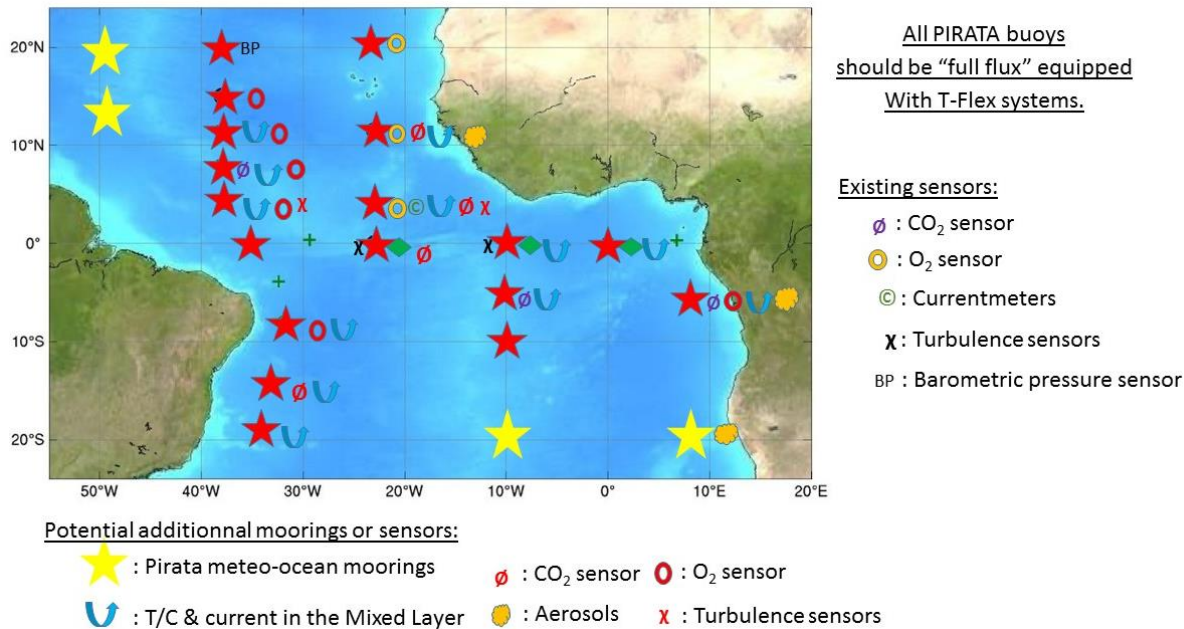 All PIRATA buoys
should be “full flux” equipped
With T-Flex systems.
20°N
BP
10°N
0°
10°S
20°S
50°W 40°W 30°W 20°W 10°W 0° 10°E 20°E
Existing sensors:
ø : CO₂ sensor
: O₂ sensor
© : Currentmeters
χ : Turbulence sensors
BP : Barometric pressure sensor
Potential additionnal moorings or sensors:
: Pirata meteo-ocean moorings
ø : CO₂ sensor
: O₂ sensor
: T/C & current in the Mixed Layer
: Aerosols
χ : Turbulence sensors